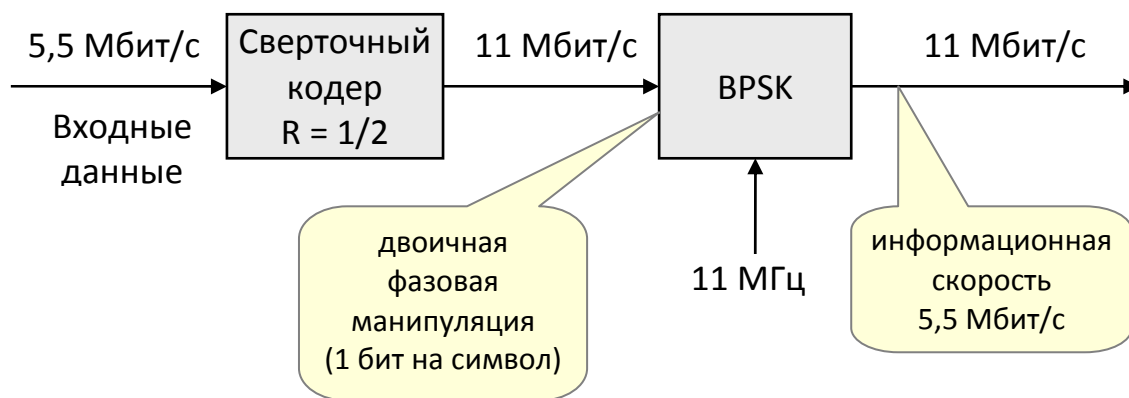 5,5 Мбит/с
Входные
данные
Сверточный
кодер
R = 1/2
11 Мбит/с
BPSK
11 Мбит/с
11 МГц
двоичная
фазовая
манипуляция
(1 бит на символ)
информационная
скорость
5,5 Мбит/с